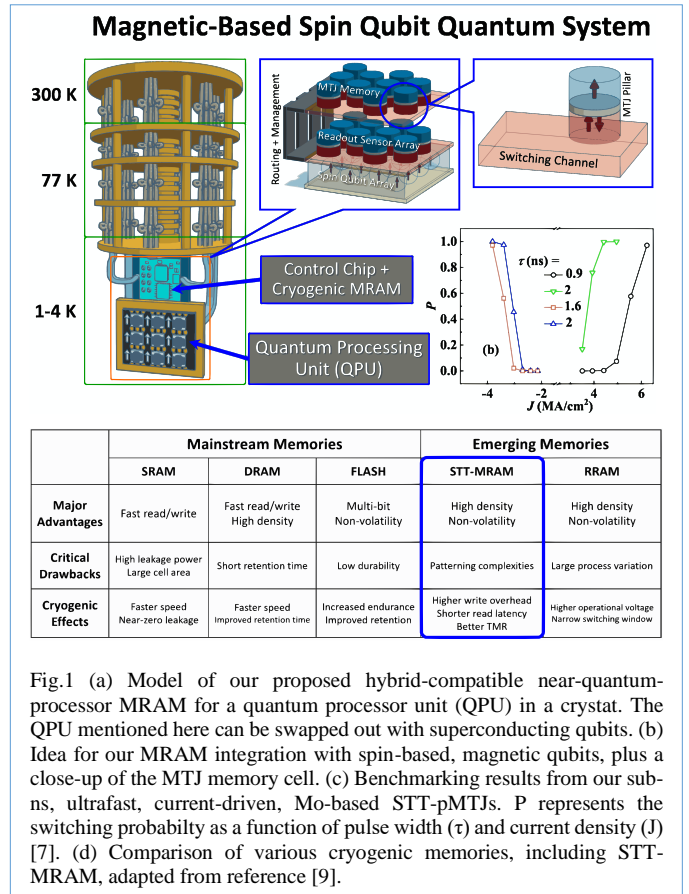 Magnetic-Based Spin Qubit Quantum System
300 K
77 K
1-4 K
Routing + Management
MTJ Memory
Readout Sensor Array
Spin Qubit Array
MTJ Pillar
Switching Channel
Control Chip +
Cryogenic MRAM
Quantum Processing
Unit (QPU)
1.0
0.8
0.6
0.4
0.2
0.0
P
τ (ns) =
0.9
2
1.6
2
(b)
-4
-2
4
6
J (MA/cm²)
Mainstream Memories Emerging Memories
SRAM DRAM FLASH STT-MRAM RRAM
Major Advantages
Fast read/write
Fast read/write
High density
Multi-bit
Non-volatility
High density
Non-volatility
High density
Non-volatility
Critical Drawbacks
High leakage power
Large cell area
Short retention time
Low durability
Patterning complexities
Large process variation
Cryogenic Effects
Faster speed
Near-zero leakage
Faster speed
Improved retention time
Increased endurance
Improved retention
Higher write overhead
Shorter read latency
Better TMR
Higher operational voltage
Narrow switching window
Fig.1 (a) Model of our proposed hybrid-compatible near-quantum-
processor MRAM for a quantum processor unit (QPU) in a crystat. The
QPU mentioned here can be swapped out with superconducting qubits. (b)
Idea for our MRAM integration with spin-based, magnetic qubits, plus a
close-up of the MTJ memory cell. (c) Benchmarking results from our sub-
ns, ultrafast, current-driven, Mo-based STT-pMTJs. P represents the
switching probabilty as a function of pulse width (τ) and current density (J)
[7]. (d) Comparison of various cryogenic memories, including STT-
MRAM, adapted from reference [9].